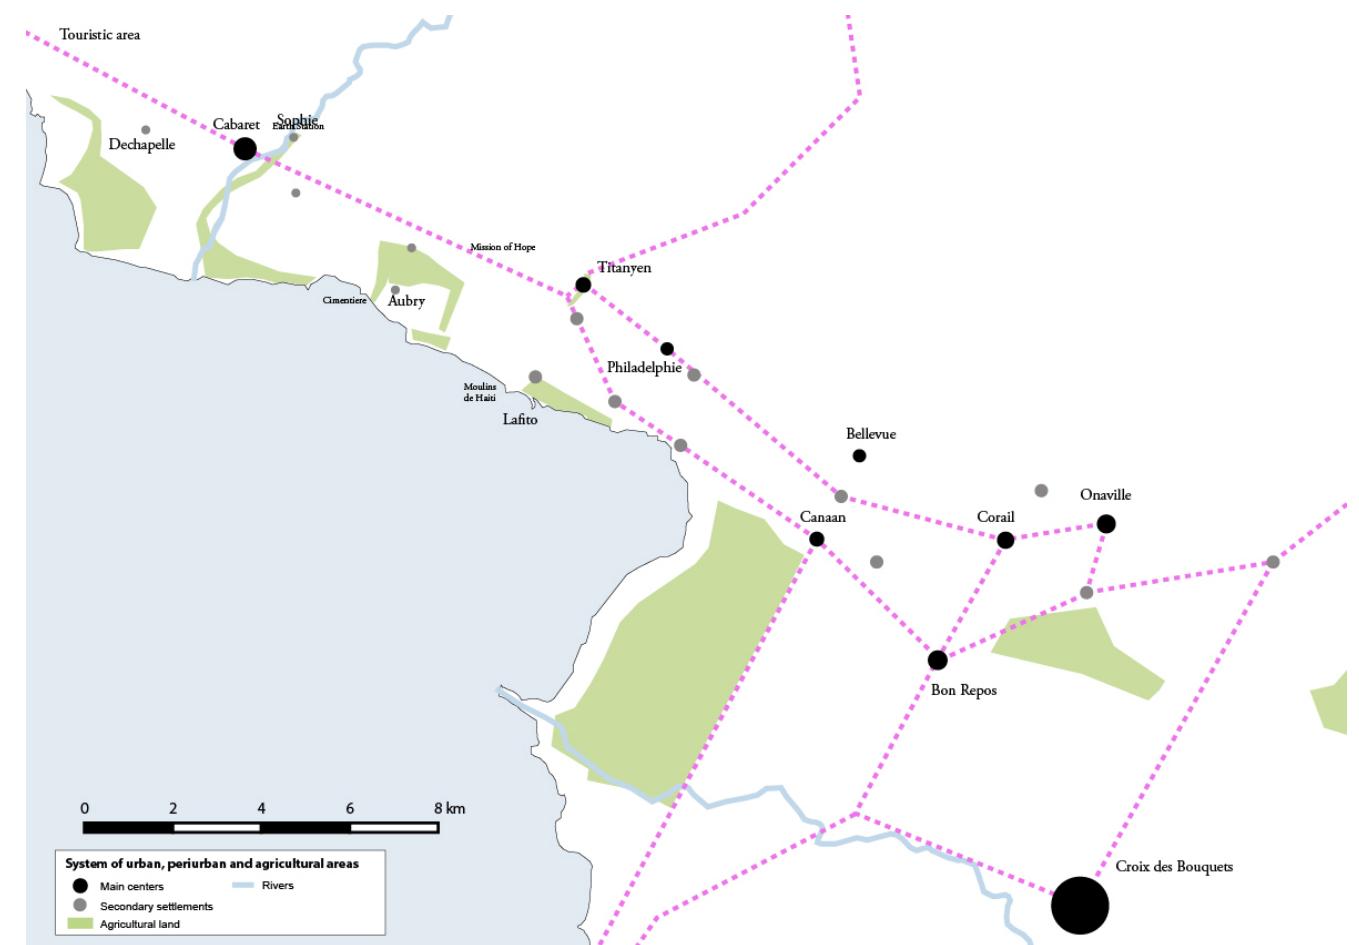 Touristic area
Sophie
Earth Station
Cabaret
Dechapelle
Mission of Hope
Titanyen
Cimentiere
Aubry
Philadelphie
Moulins
de Haiti
Lafito
Bellevue
Onaville
Canaan
Corail
Bon Repos
0 2 4 6 8 km
Croix des Bouquets
System of urban, periurban and agricultural areas
Main centers
Rivers
Secondary settlements
Agricultural land